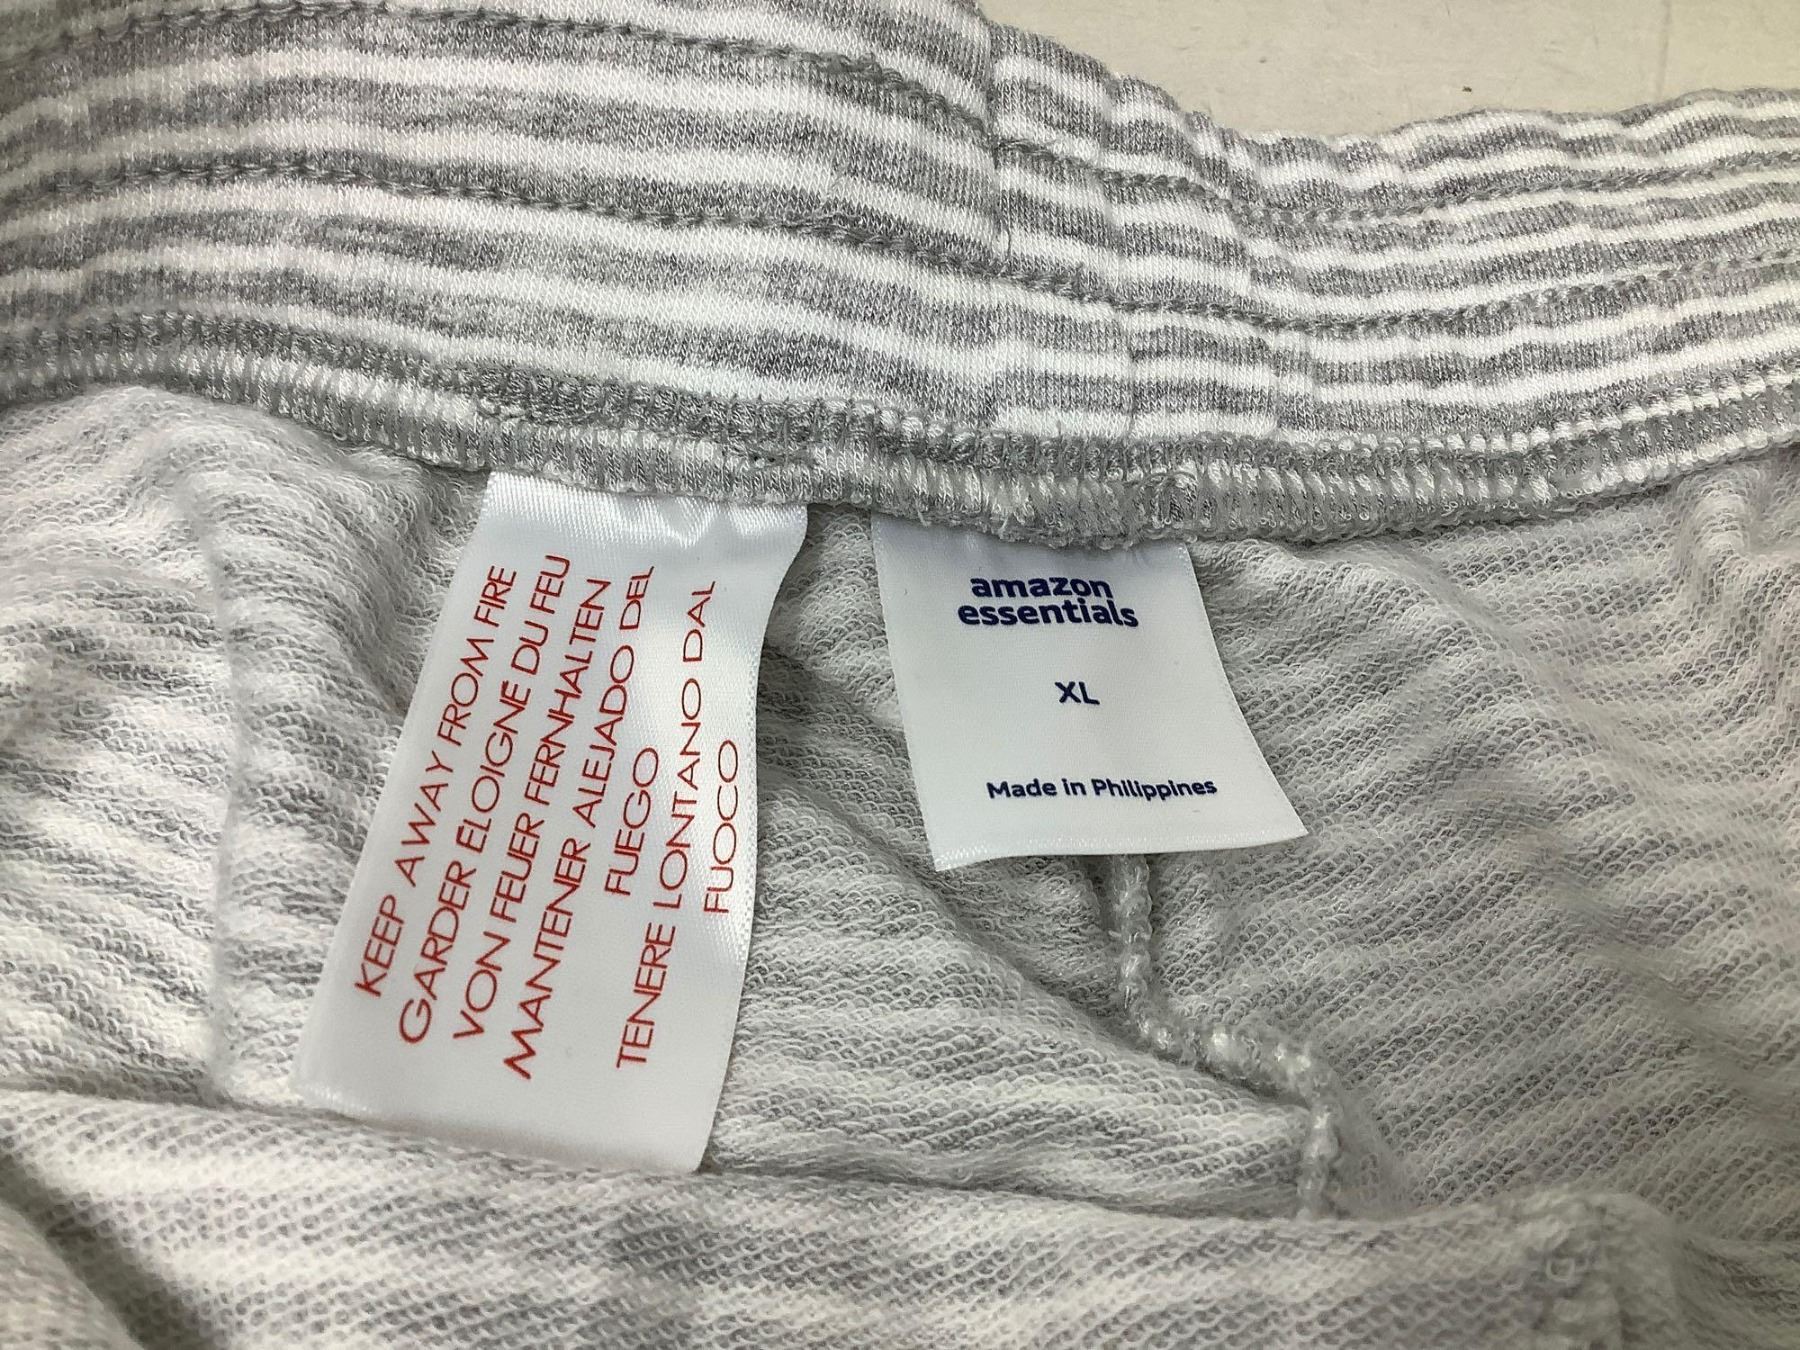 KEEP AWAY FROM FIRE
GARDER ELOIGNE DU FEU
VON FEUER FERNHALTEN
MANTENER ALEJADO DEL
FUEGO
TENERE LONTANO DAL
FUOCO
amazon
essentials
XL
Made in Philippines